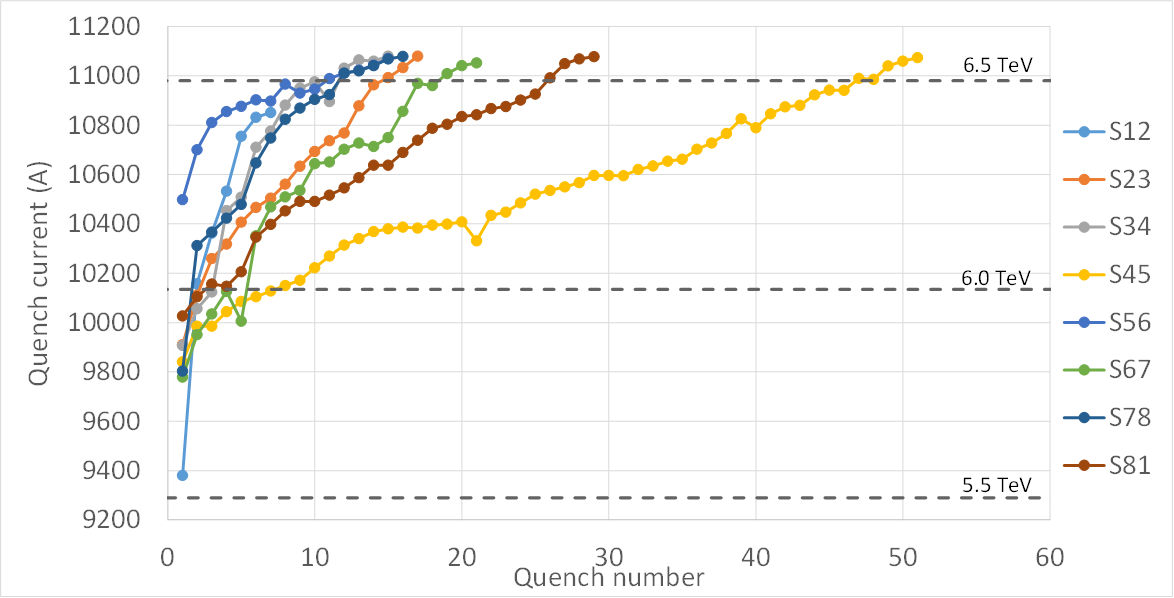 11200
11000
10800
10600
10400
10200
10000
9800
9600
9400
9200
Quench current (A)
6.5 TeV
6.0 TeV
5.5 TeV
0
10
20
30
40
50
60
Quench number
S12
S23
S34
S45
S56
S67
S78
S81